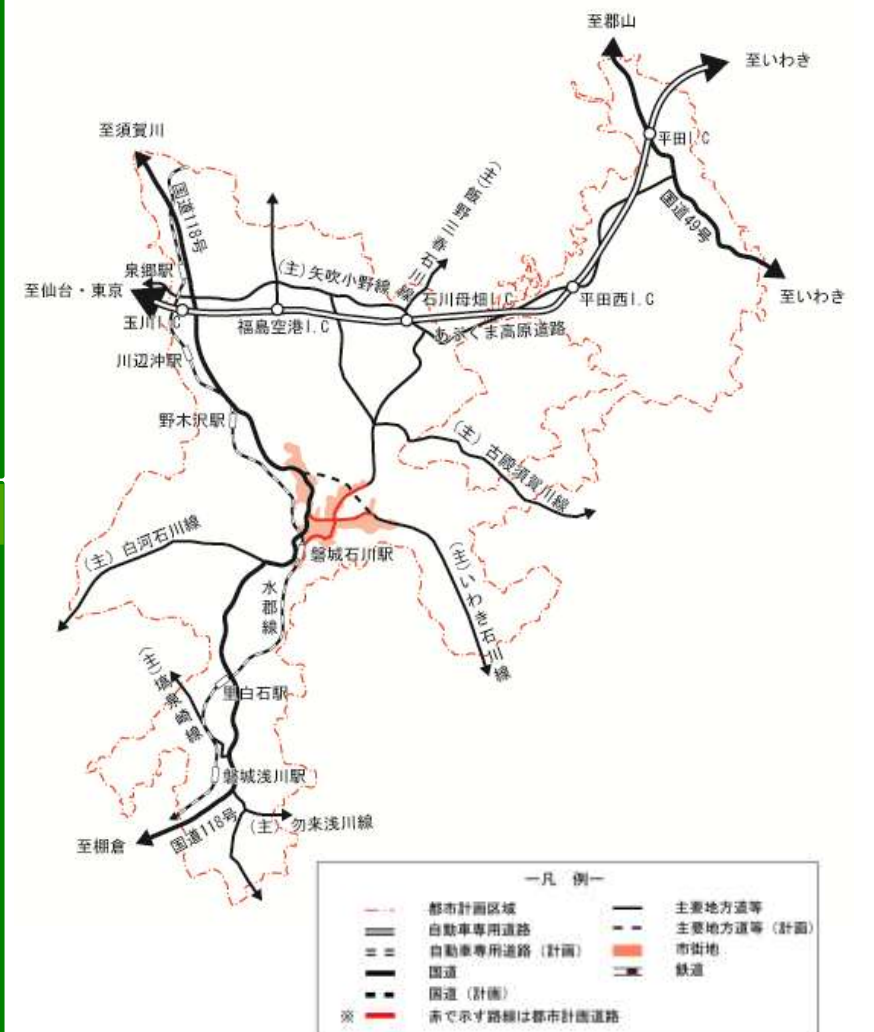 至郡山
至いわき
平田I.C
至須賀川
国道118号
(主)飯野三春石川線
国道49号
泉郷駅
(主)矢吹小野線
至仙台・東京
石川母畑I.C
平田西I.C
至いわき
玉川I.C
福島空港I.C
あぶくま高原道路
川辺沖駅
野木沢駅
(主)古殿須賀川線
(主)白河石川線
磐城石川駅
水郡線
(主)いわき石川線
(主)塙泉崎線
里白石駅
磐城浅川駅
国道118号
(主)勿来浅川線
至棚倉
ー凡 例ー
都市計画区域
自動車専用道路
自動車専用道路(計画)
国道
国道(計画)
※ 赤で示す路線は都市計画道路
主要地方道等
主要地方道等(計画)
市街地
鉄道